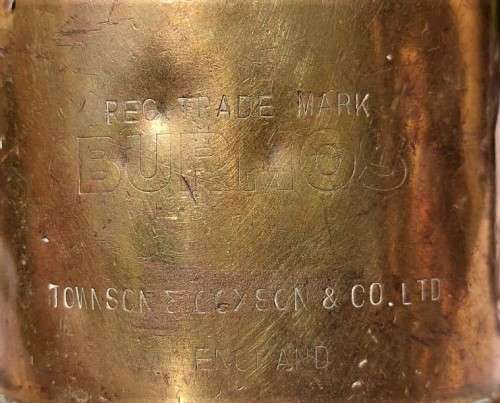 REG TRADE MARK
BURMOS
TOWNSON & COXSON & CO. LTD
ENGLAND